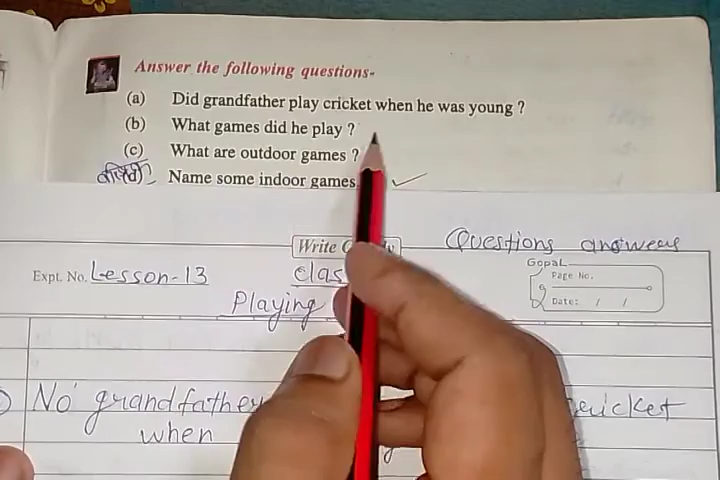 Answer the following questions-
(a) Did grandfather play cricket when he was young ?
(b) What games did he play ?
(c) What are outdoor games ?
(d) Name some indoor games.
Write
Questions answers
Expt. No. Lesson-13
clas
Gopal
Page No.
Date: / /
Playing
No grandfather cricket
when